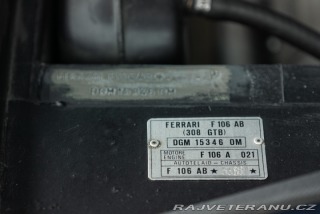 FERRARI F 106 AB
(308 GTB)
DGM 15346 OM
MOTORE
ENGINE F 106 A 021
AUTOTELAIO - CHASSIS
F 106 AB ★ ★
RAJVETERANU.CZ